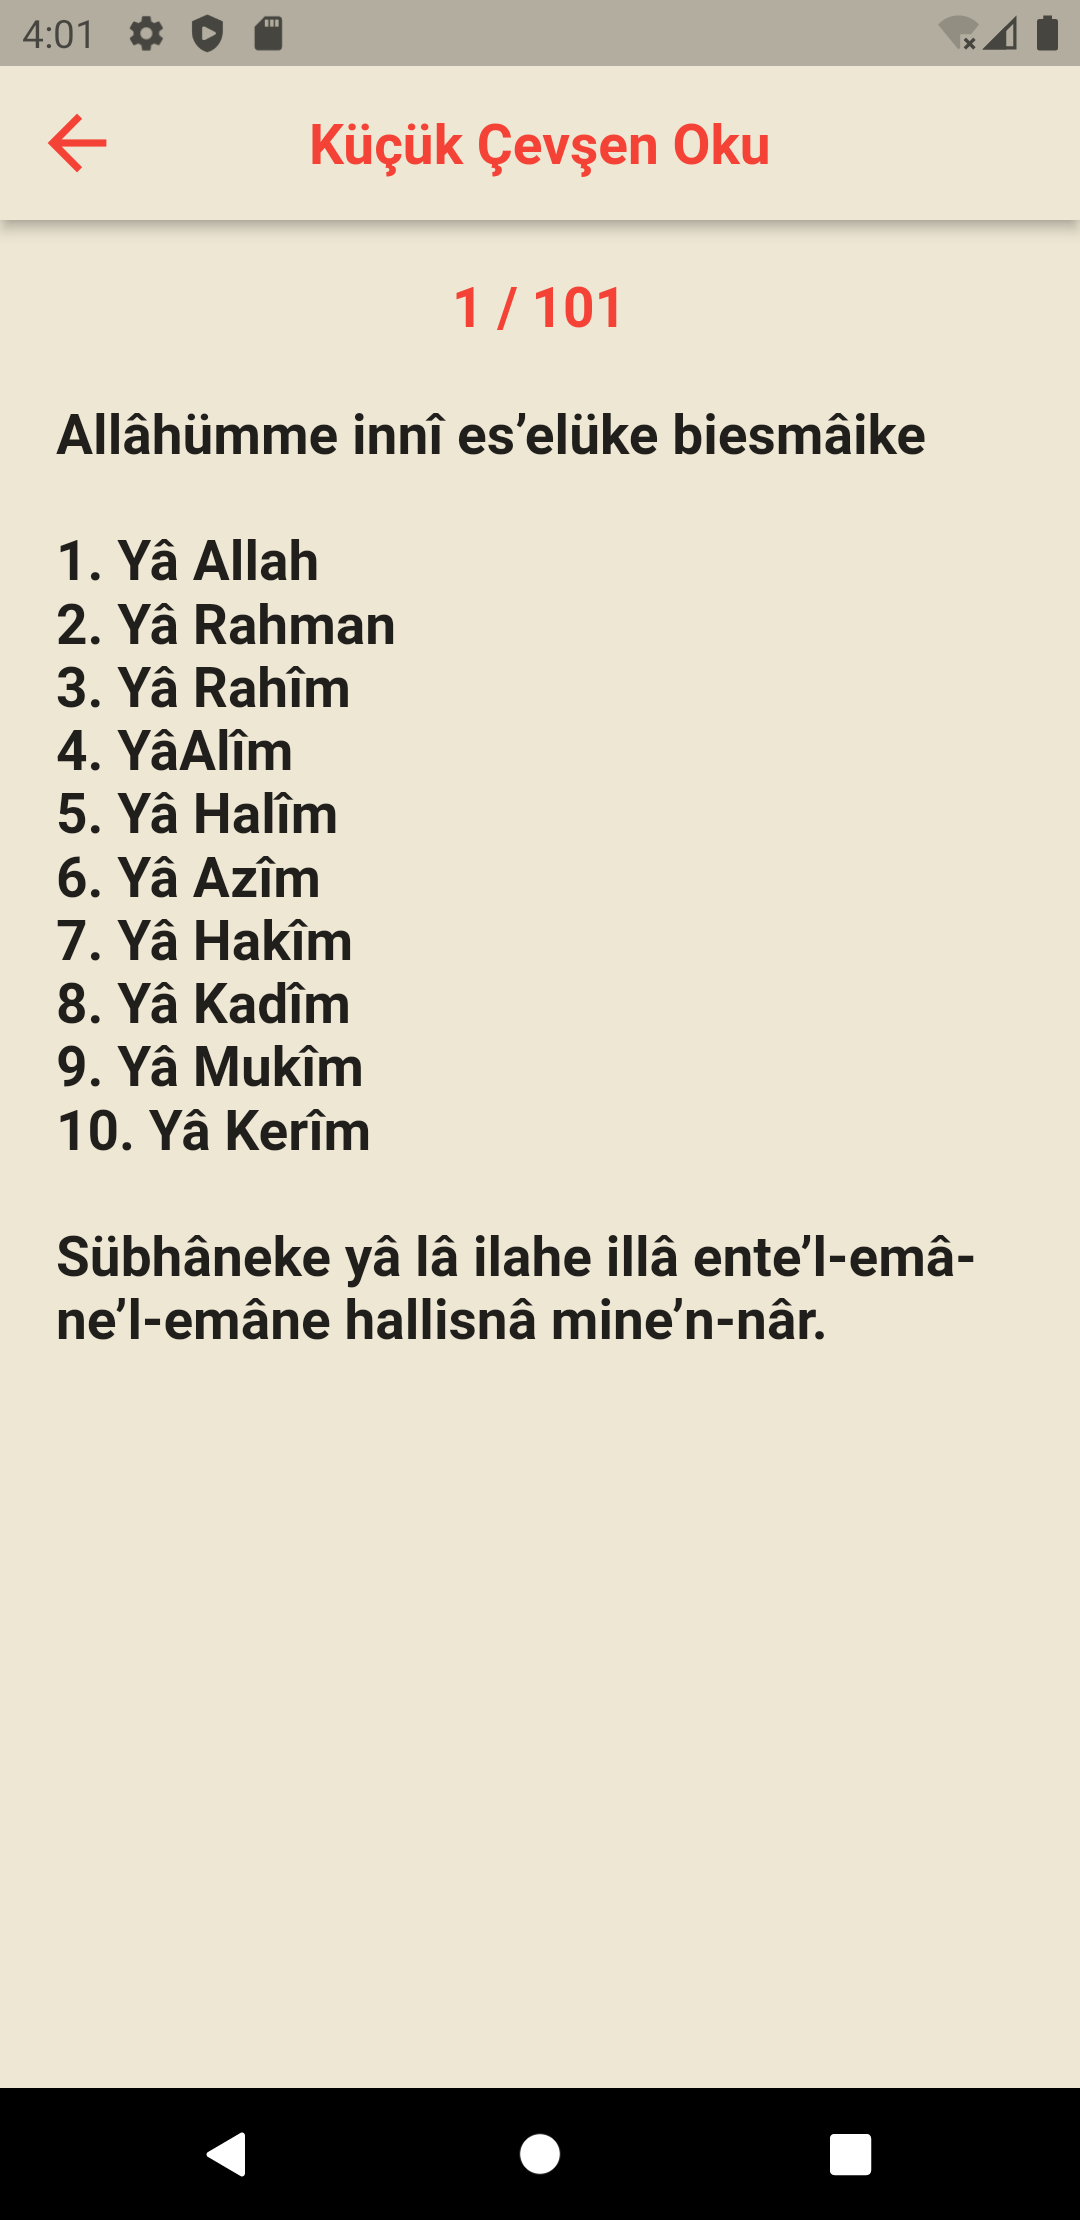 4:01
Küçük Çevşen Oku
1 / 101
Allâhümme innî es’elüke biesmâike
1. Yâ Allah
2. Yâ Rahman
3. Yâ Rahîm
4. YâAlîm
5. Yâ Halîm
6. Yâ Azîm
7. Yâ Hakîm
8. Yâ Kadîm
9. Yâ Mukîm
10. Yâ Kerîm
Sübhâneke yâ lâ ilahe illâ ente’l-emâ-
ne’l-emâne hallisnâ mine’n-nâr.